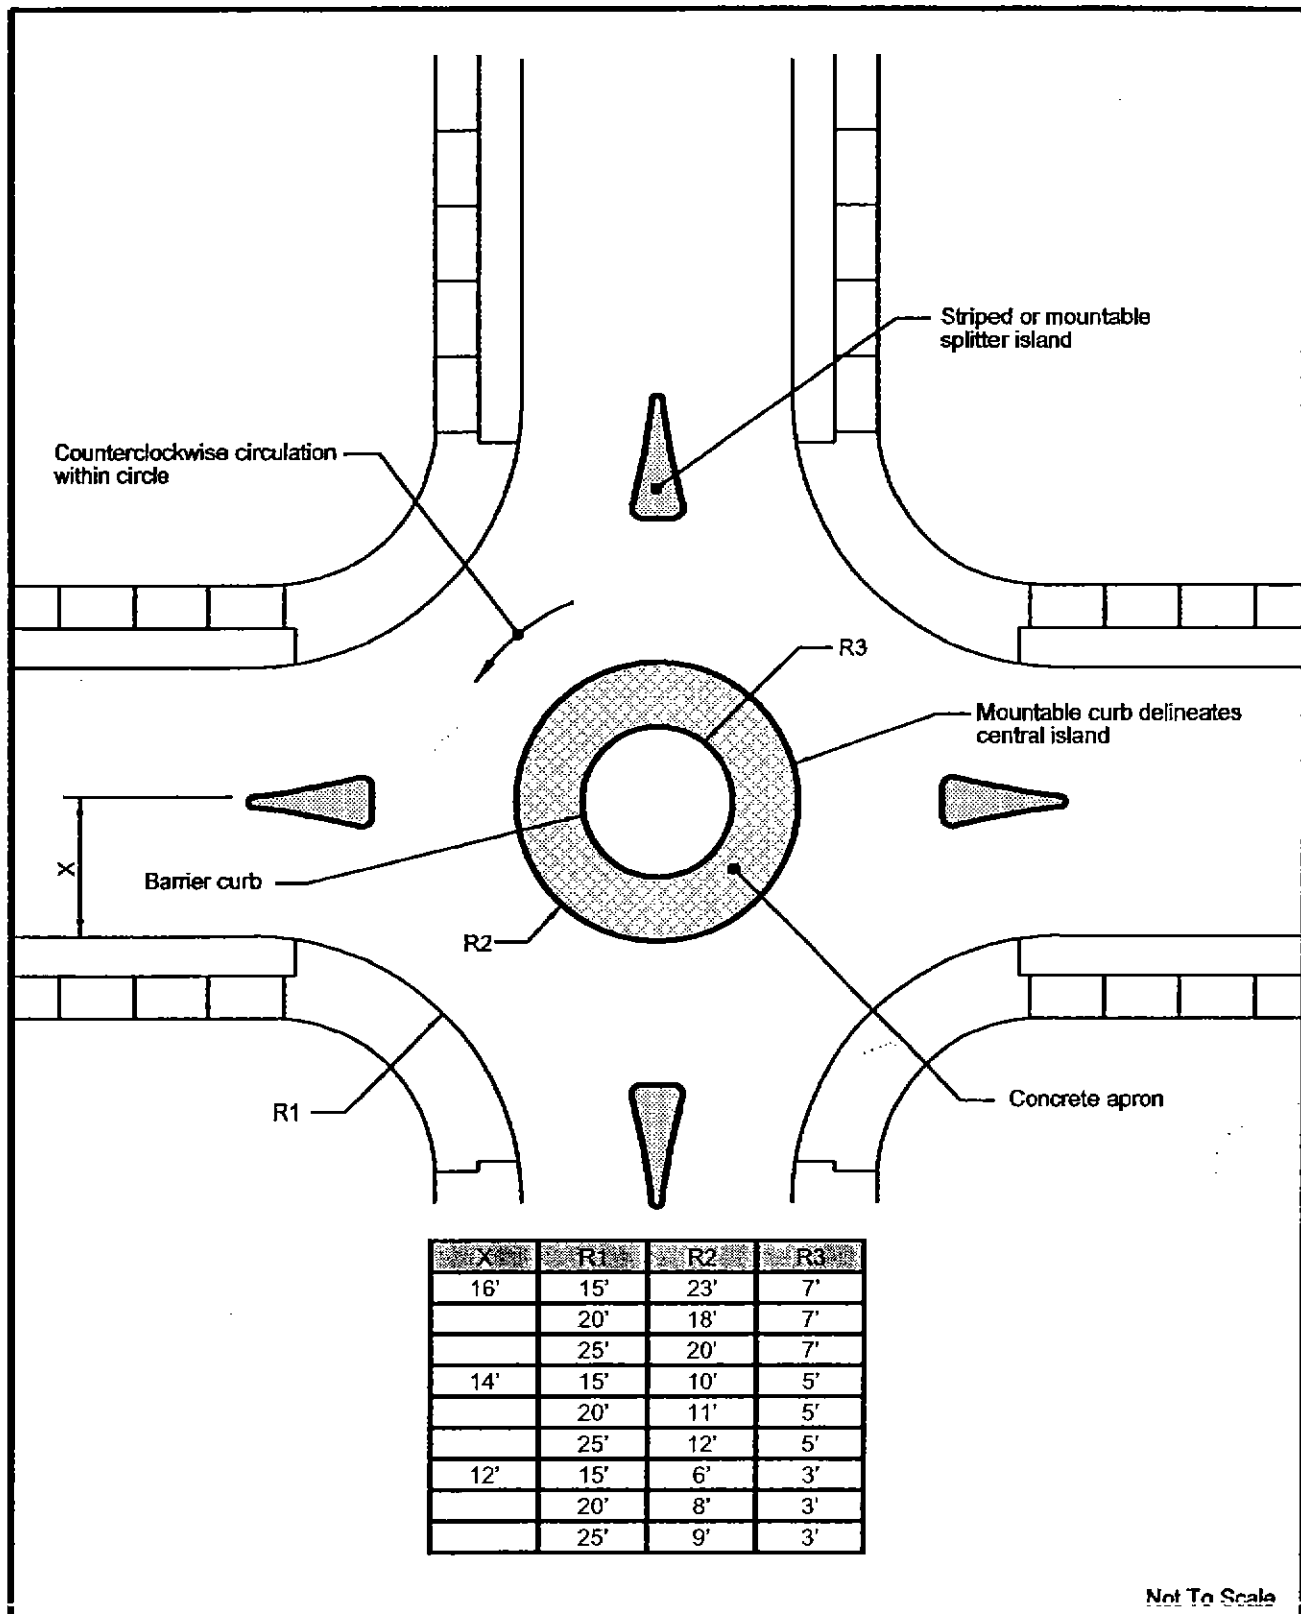 Striped or mountable
splitter island
Counterclockwise circulation
within circle
R3
Mountable curb delineates
central island
X
Barrier curb
R2
R1
Concrete apron
X R1 R2 R3
16' 15' 23' 7'
20' 18' 7'
25' 20' 7'
14' 15' 10' 5'
20' 11' 5'
25' 12' 5'
12' 15' 6' 3'
20' 8' 3'
25' 9' 3'
Not To Scale